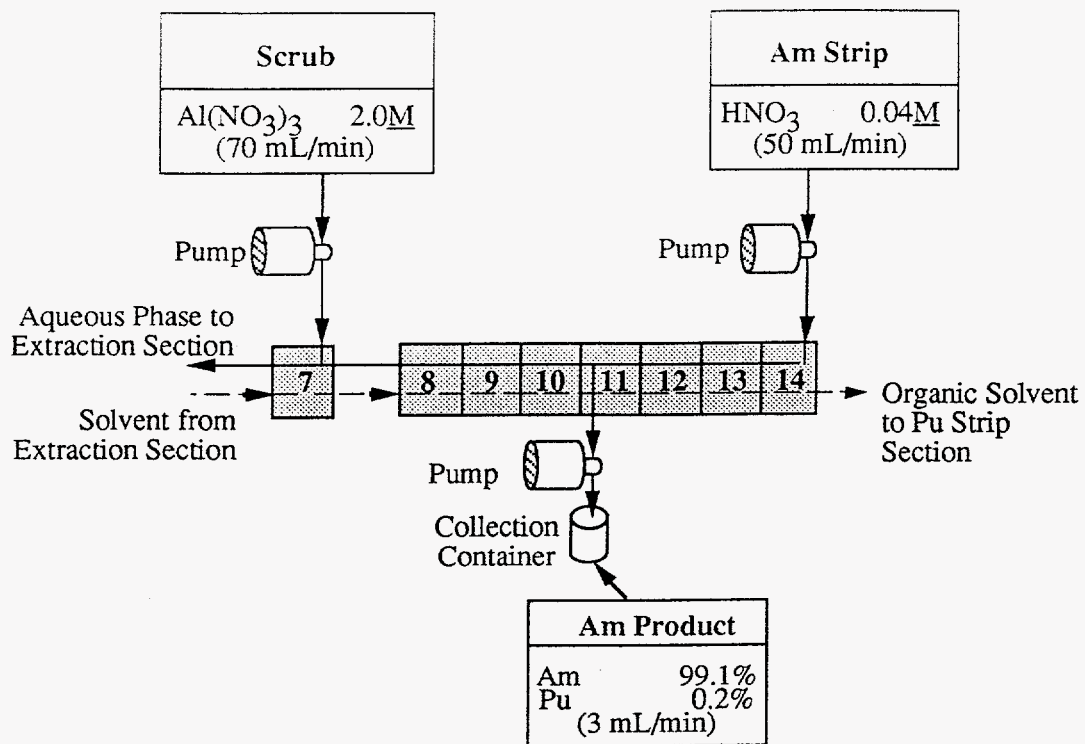 Scrub
Al(NO3)3 2.0M
(70 mL/min)
Am Strip
HNO3 0.04M
(50 mL/min)
Pump
Pump
Aqueous Phase to
Extraction Section
7 8 9 10 11 12 13 14
Solvent from
Extraction Section
Organic Solvent
to Pu Strip
Section
Pump
Collection
Container
Am Product
Am 99.1%
Pu 0.2%
(3 mL/min)